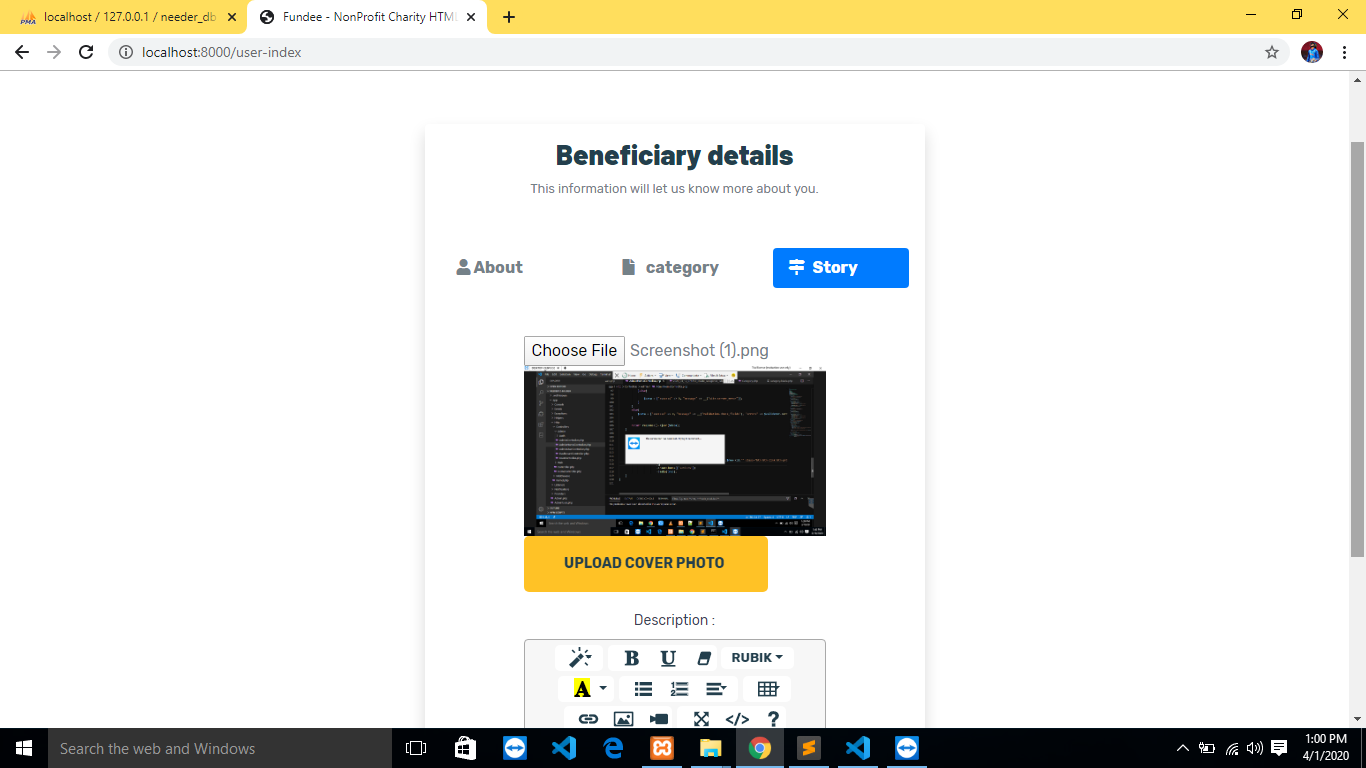 localhost / 127.0.0.1 / needer_db
Fundee - NonProfit Charity HTML
localhost:8000/user-index
Beneficiary details
This information will let us know more about you.
About
category
Story
Choose File Screenshot (1).png
UPLOAD COVER PHOTO
Description :
B U RUBIK
A
</> ?
Search the web and Windows
1:00 PM
4/1/2020